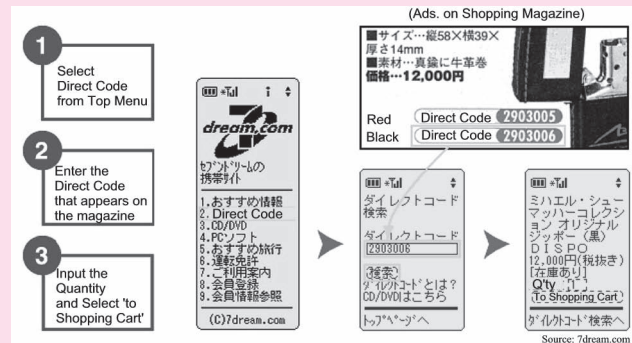 (Ads. on Shopping Magazine)
1
Select
Direct Code
from Top Menu
2
Enter the
Direct Code
that appears on
the magazine
3
Input the
Quantity
and Select 'to
Shopping Cart'
dream.com
ｾﾌﾞﾝﾄﾞﾘｰﾑの
携帯ｻｲﾄ
1.おすすめ情報
2. Direct Code
3.CD/DVD
4.PCソフト
5.おすすめ旅行
6.運転免許
7.ご利用案内
8.会員登録
9.会員情報参照
(C)7dream.com
■サイズ…縦58×横39×
厚さ14mm
■素材…真鍮に牛革巻
価格…12,000円
Red Direct Code 2903005
Black Direct Code 2903006
ダイレクトコード
検索
ダイレクトコード
2903006
検索
ﾀﾞｲﾚｸﾄｺｰﾄﾞとは?
CD/DVDはこちら
ﾄｯﾌﾟﾍﾟｰｼﾞへ
ミハエル・シュー
マッハーコレクシ
ョン オリジナル
ジッポー（黒）
DISPO
12,000円(税抜き)
[在庫あり]
Q'ty 1
To Shopping Cart
ﾀﾞｲﾚｸﾄｺｰﾄﾞ検索へ
Source: 7dream.com